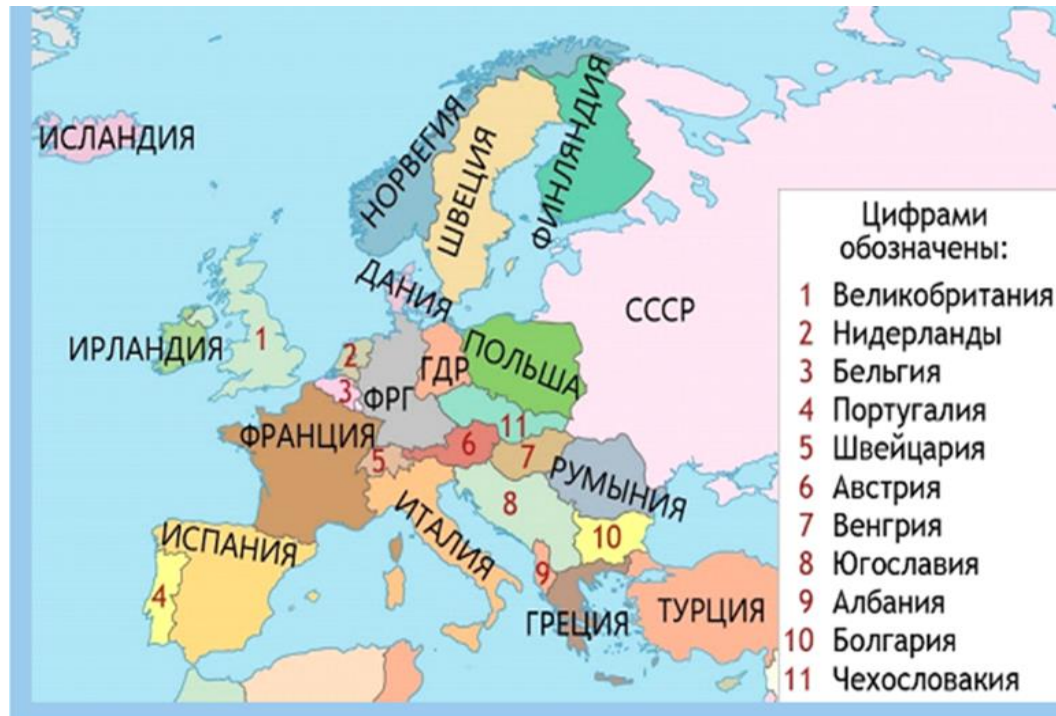 ИСЛАНДИЯ
НОРВЕГИЯ
ШВЕЦИЯ
ФИНЛЯНДИЯ
ДАНИЯ
СССР
ИРЛАНДИЯ
1
2
3
ФРГ
ГДР
ПОЛЬША
11
ФРАНЦИЯ
5
6
7
РУМЫНИЯ
8
ИТАЛИЯ
10
ИСПАНИЯ
4
9
ГРЕЦИЯ
ТУРЦИЯ
Цифрами
обозначены:
1 Великобритания
2 Нидерланды
3 Бельгия
4 Португалия
5 Швейцария
6 Австрия
7 Венгрия
8 Югославия
9 Албания
10 Болгария
11 Чехословакия